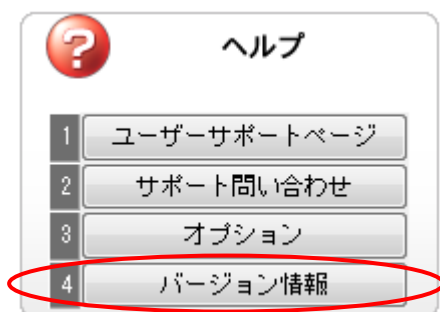 ?
ヘルプ
1 ユーザーサポートページ
2 サポート問い合わせ
3 オプション
4 バージョン情報